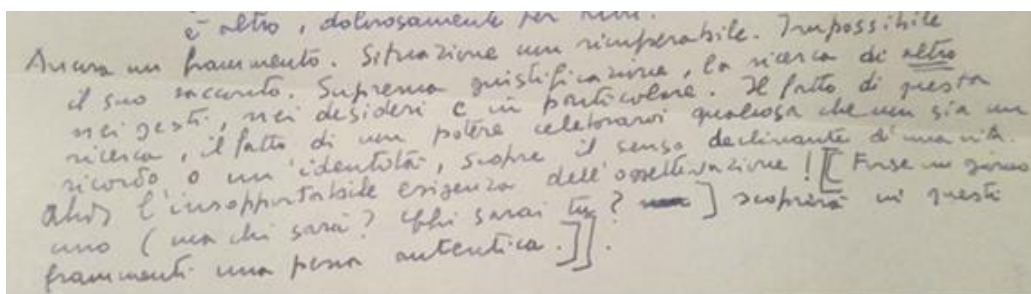 è altro, dolorosamente per tutti.
Ancora un frammento. Situazione non rimperabile. Impossibile
il suo racconto. Suprema giustificazione, la ricerca di altro
nei gesti, nei desideri e in particolare. Il fatto di questa
ricerca, il fatto di non potere celebrarvi qualcosa che non sia un
ricordo o un'identità, scopre il senso declinante di una vita.
Ahi l'insopportabile esigenza dell'osservazione! [[Forse un giorno
uno (ma chi sarà? Chi sarai tu?] scoprirà in questi
frammenti una pena autentica.]].